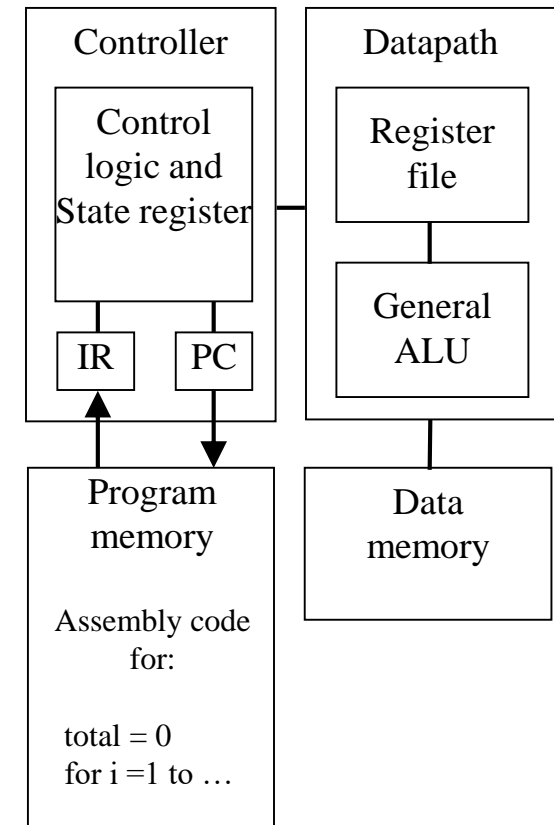 Controller
Control
logic and
State register
IR
PC
Datapath
Register
file
General
ALU
Program
memory
Assembly code
for:
total = 0
for i =1 to …
Data
memory